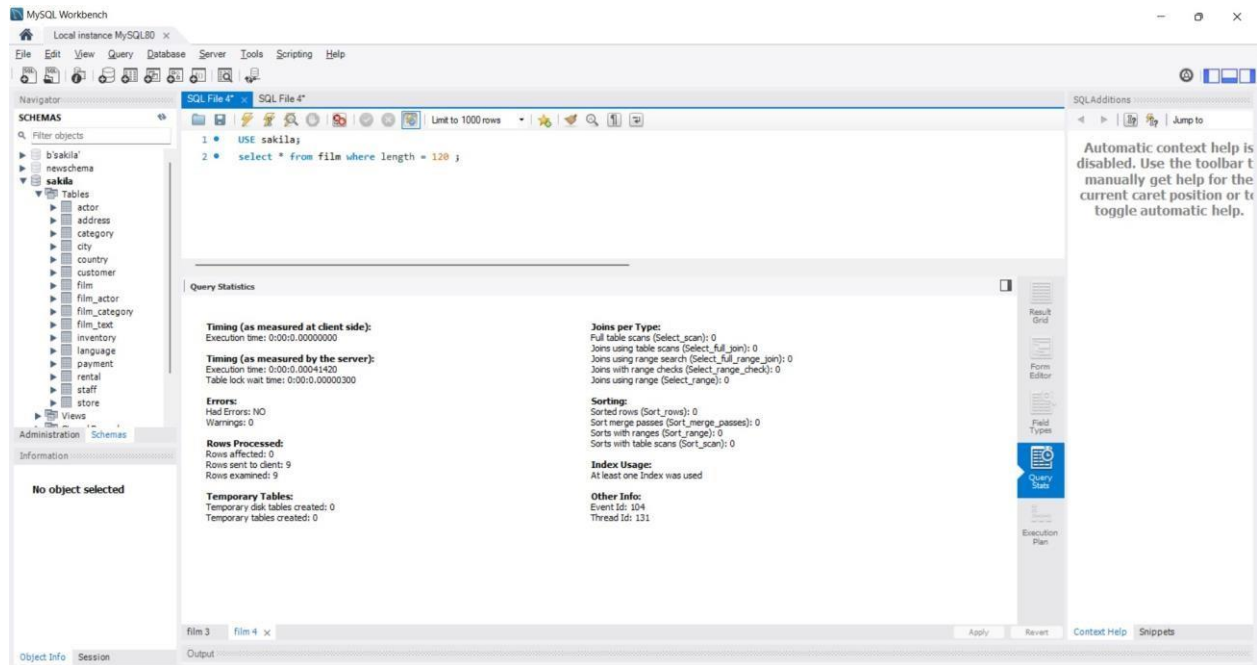 MySQL Workbench
Local instance MySQL80
File Edit View Query Database Server Tools Scripting Help
Navigator
SCHEMAS
Filter objects
b'sakila'
newschema
sakila
Tables
actor
address
category
city
country
customer
film
film_actor
film_category
film_text
inventory
language
payment
rental
staff
store
Views
Administration Schemas
Information
No object selected
Object Info Session
SQL File 4* SQL File 4*
Limit to 1000 rows
1 USE sakila;
2 select * from film where length = 120 ;
Query Statistics
Timing (as measured at client side):
Execution time: 0:00:0.00000000
Timing (as measured by the server):
Execution time: 0:00:0.00041420
Table lock wait time: 0:00:0.00000300
Errors:
Had Errors: NO
Warnings: 0
Rows Processed:
Rows affected: 0
Rows sent to client: 9
Rows examined: 9
Temporary Tables:
Temporary disk tables created: 0
Temporary tables created: 0
Joins per Type:
Full table scans (Select_scan): 0
Joins using table scans (Select_full_join): 0
Joins using range search (Select_full_range_join): 0
Joins with range checks (Select_range_check): 0
Joins using range (Select_range): 0
Sorting:
Sorted rows (Sort_rows): 0
Sort merge passes (Sort_merge_passes): 0
Sorts with ranges (Sort_range): 0
Sorts with table scans (Sort_scan): 0
Index Usage:
At least one Index was used
Other Info:
Event Id: 104
Thread Id: 131
Result
Grid
Form
Editor
Field
Types
Query
Stats
Execution
Plan
film 3 film 4
Apply Revert
Output
SQLAdditions
Jump to
Automatic context help is
disabled. Use the toolbar t
manually get help for the
current caret position or to
toggle automatic help.
Context Help Snippets